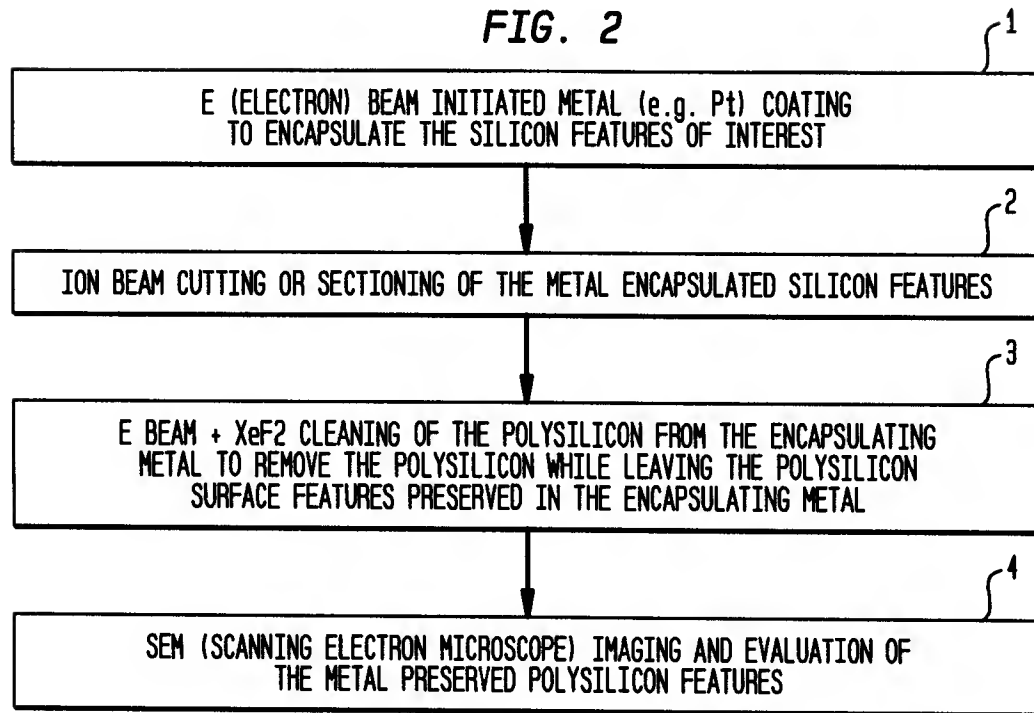 FIG. 2
1
E (ELECTRON) BEAM INITIATED METAL (e.g. Pt) COATING
TO ENCAPSULATE THE SILICON FEATURES OF INTEREST
2
ION BEAM CUTTING OR SECTIONING OF THE METAL ENCAPSULATED SILICON FEATURES
3
E BEAM + XeF2 CLEANING OF THE POLYSILICON FROM THE ENCAPSULATING
METAL TO REMOVE THE POLYSILICON WHILE LEAVING THE POLYSILICON
SURFACE FEATURES PRESERVED IN THE ENCAPSULATING METAL
4
SEM (SCANNING ELECTRON MICROSCOPE) IMAGING AND EVALUATION OF
THE METAL PRESERVED POLYSILICON FEATURES